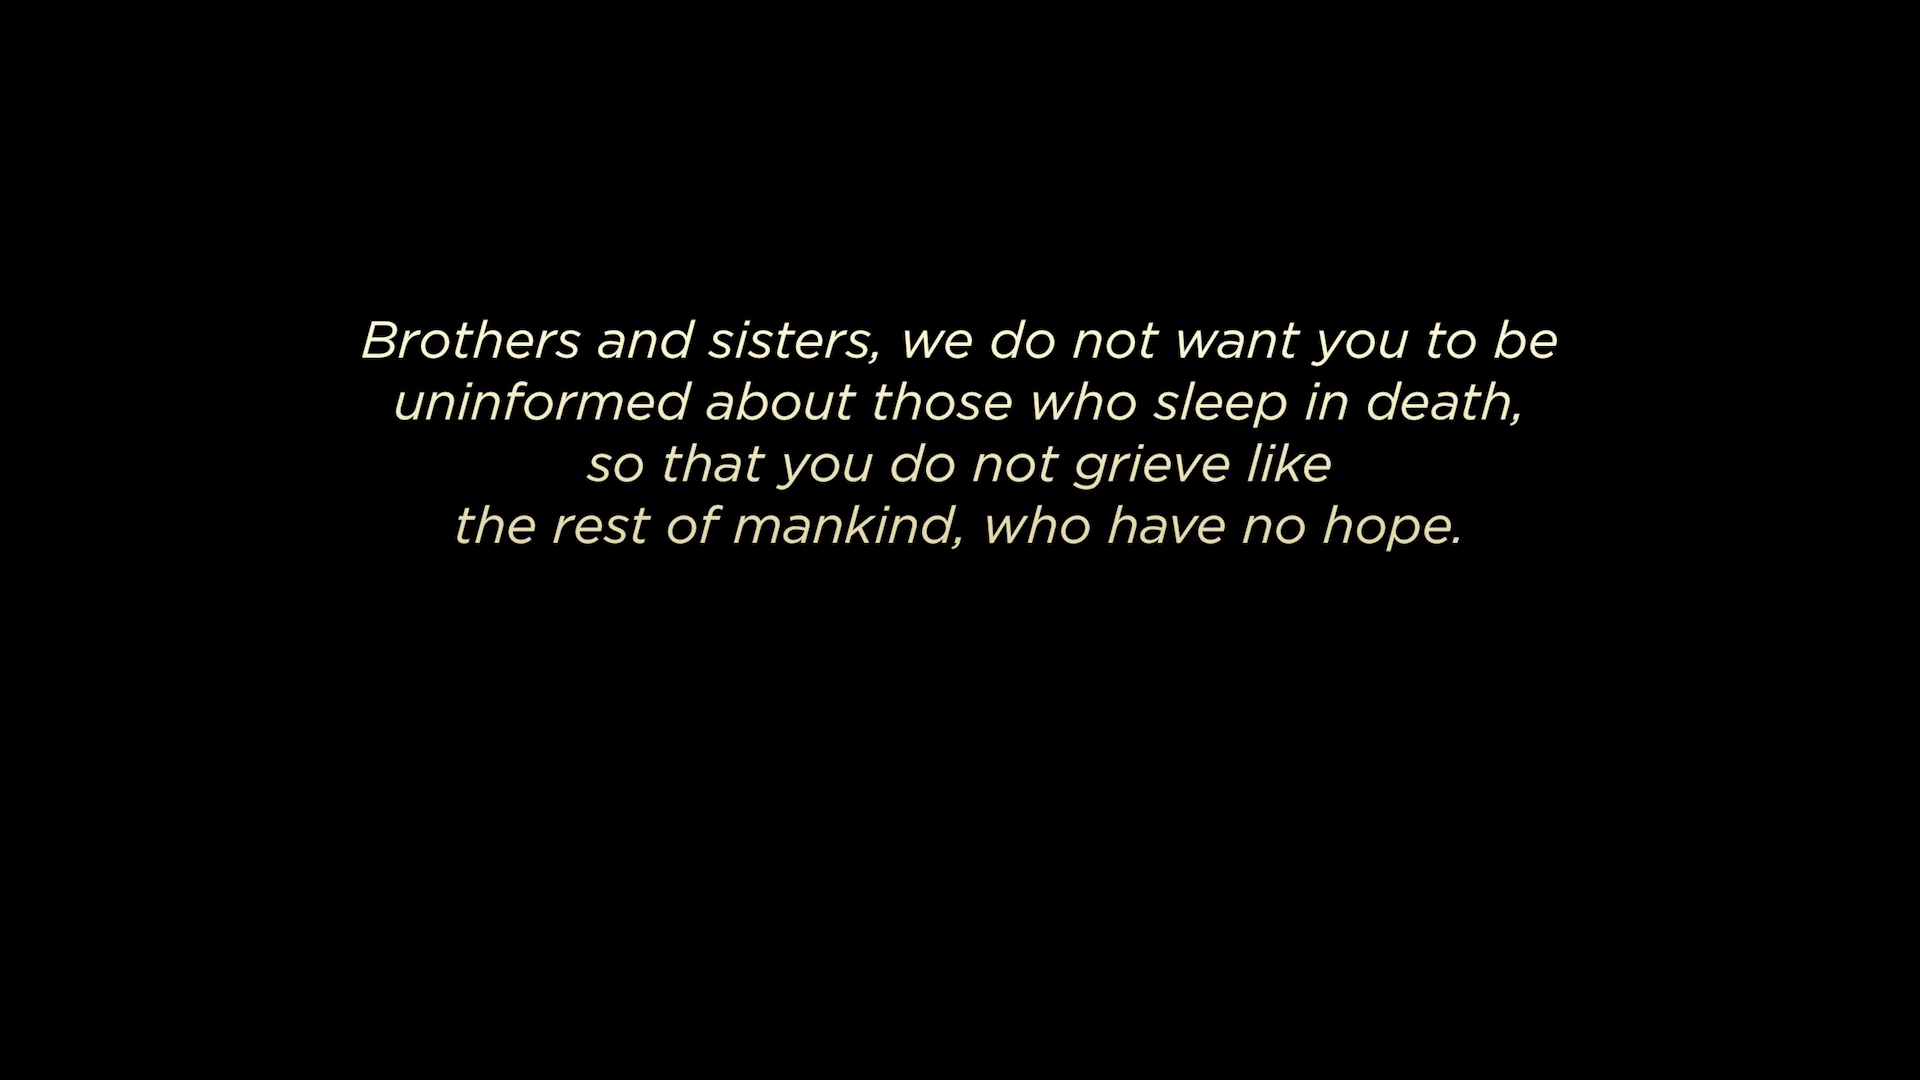 Brothers and sisters, we do not want you to be
uninformed about those who sleep in death,
so that you do not grieve like
the rest of mankind, who have no hope.